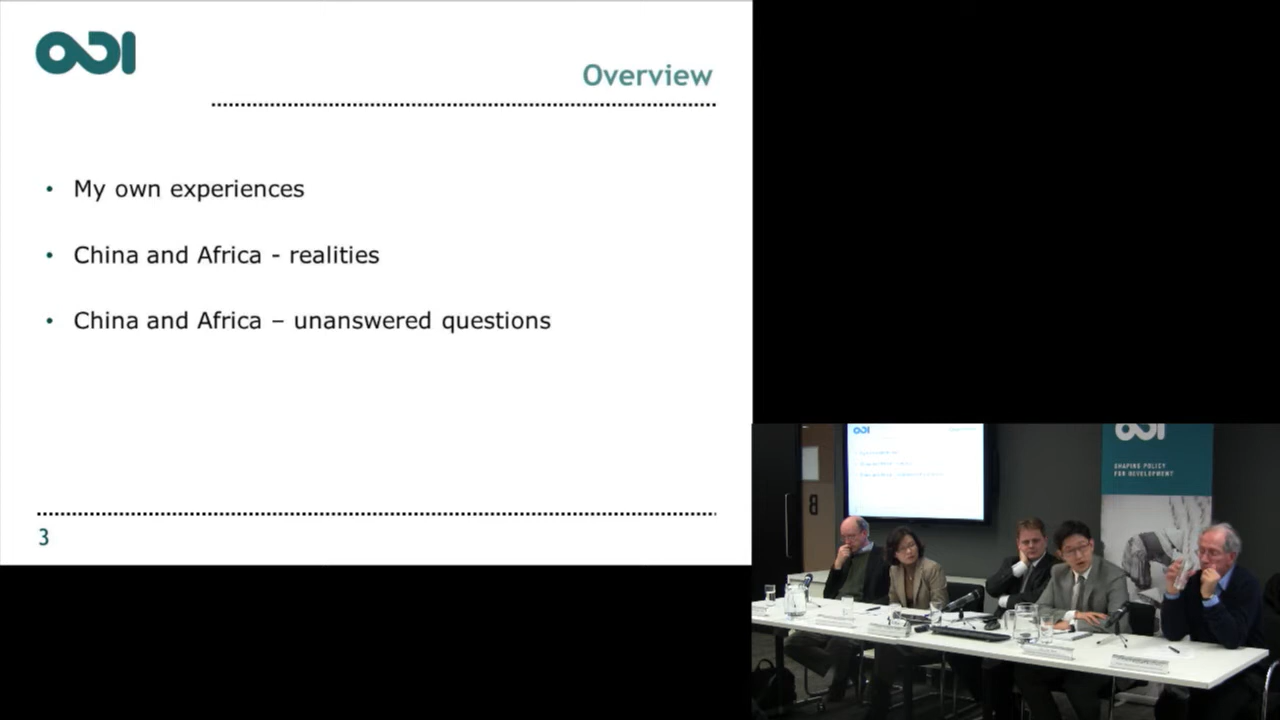 ODI
Overview
• My own experiences
• China and Africa - realities
• China and Africa – unanswered questions
3
ODI
ODI
SHAPING POLICY
FOR DEVELOPMENT
B